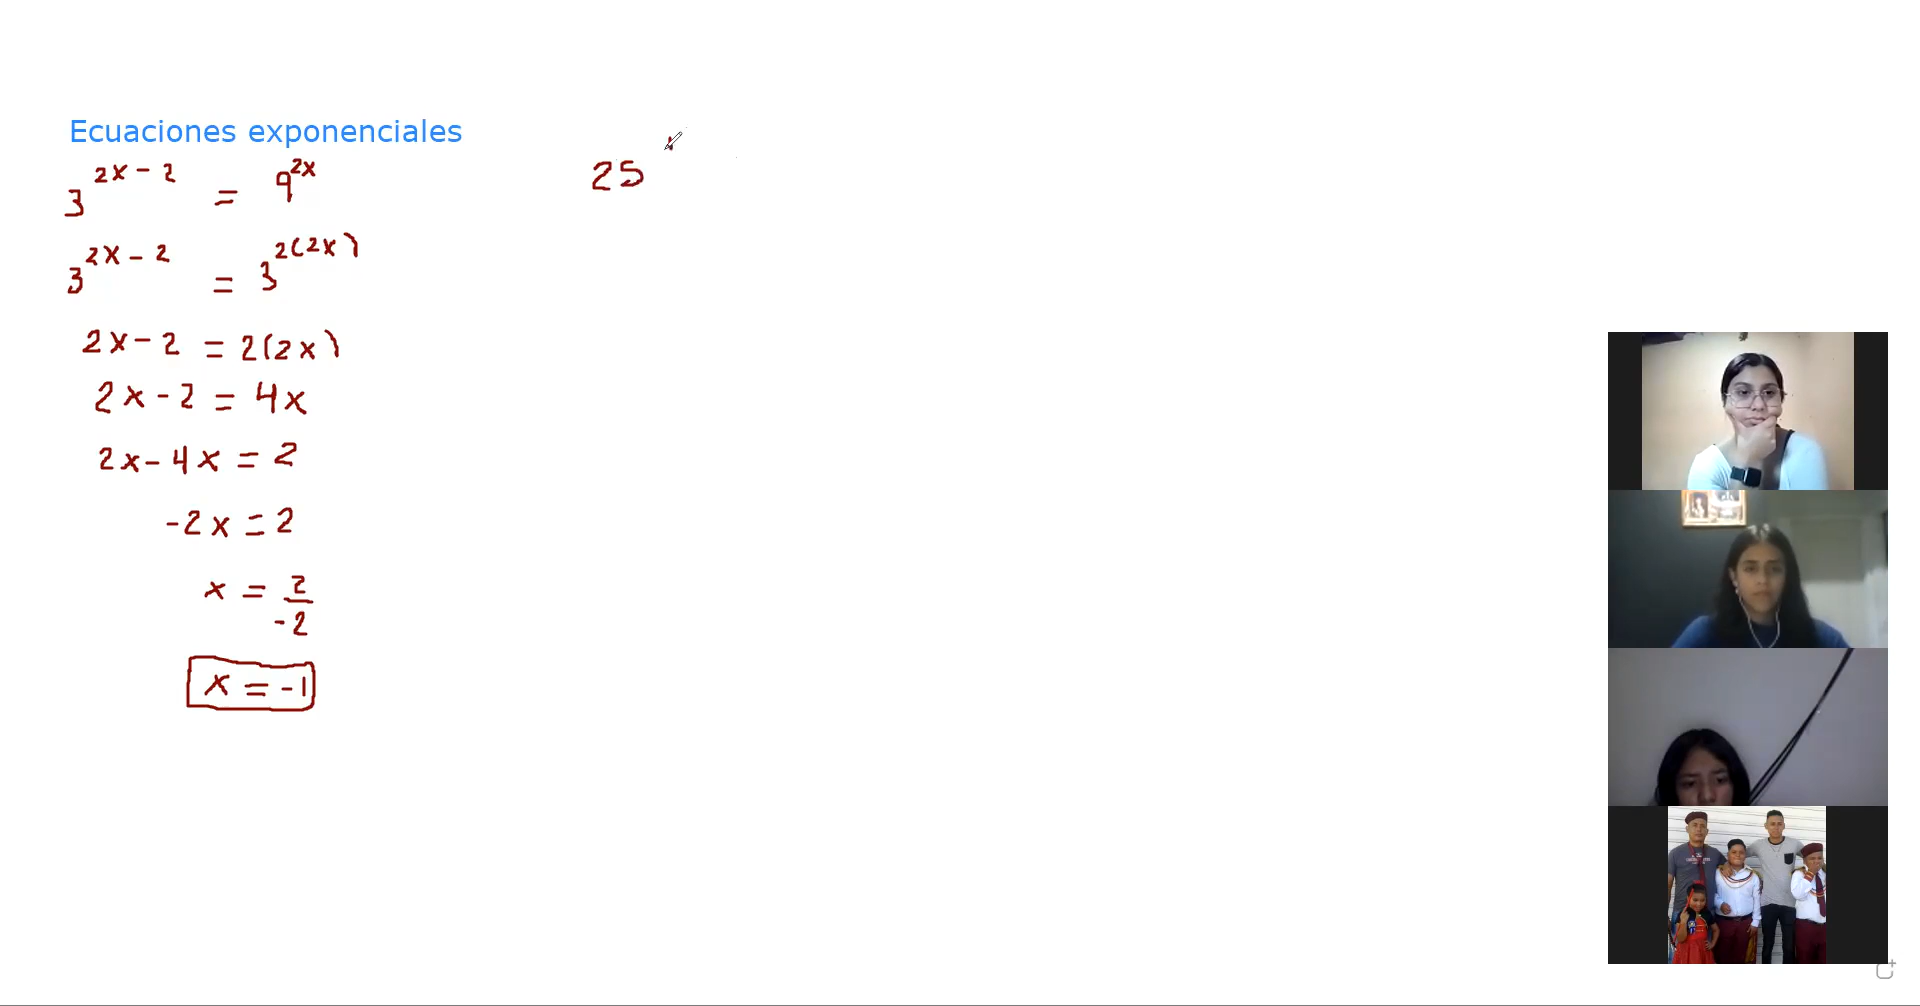 Ecuaciones exponenciales
3^{2x-2} = 9^{2x}
3^{2x-2} = 3^{2(2x)}
2x-2 = 2(2x)
2x-2 = 4x
2x-4x = 2
-2x = 2
x = 2/-2
x = -1
25